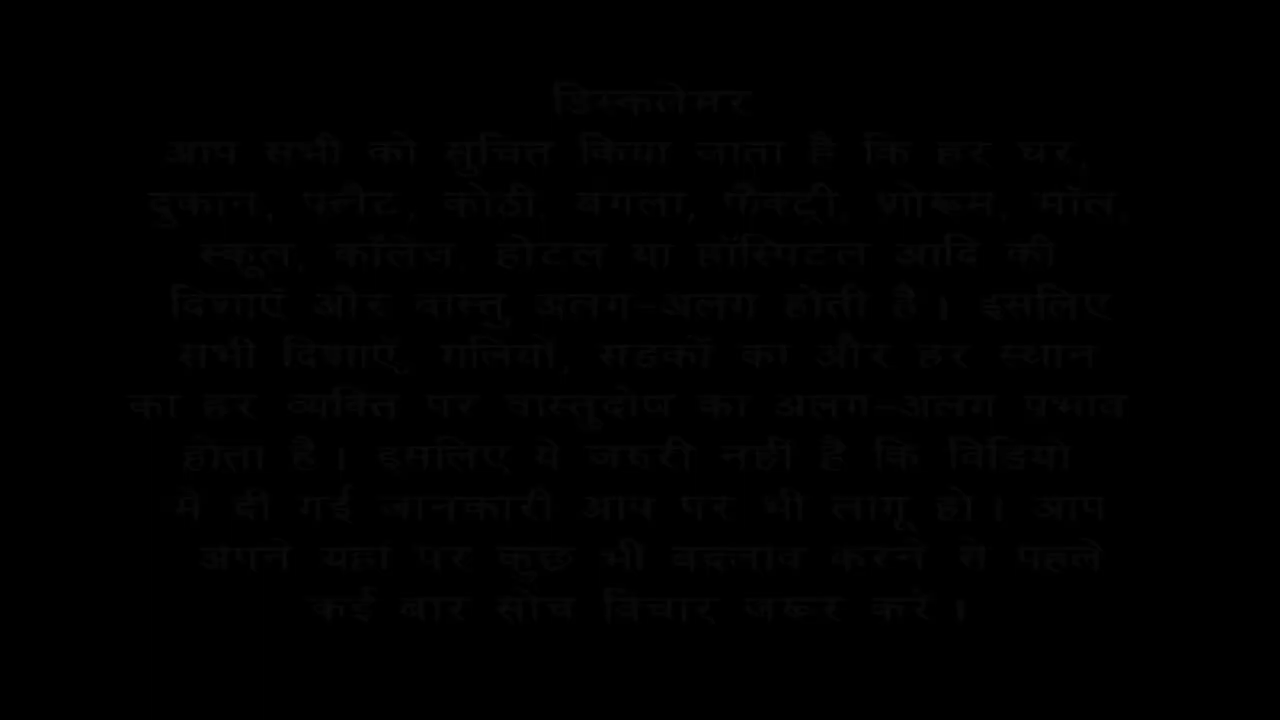 डिस्कलेमर
आप सभी को सुचित किया जाता है कि हर घर,
दुकान, फ्लैट, कोठी, बंगला, फैक्ट्री, शोरूम, मॉल,
स्कूल, कॉलेज, होटल या हॉस्पिटल आदि की
दिशाएँ और वास्तु अलग-अलग होती है। इसलिए
सभी दिशाएँ, गलियों, सडकों का और हर स्थान
का हर व्यक्ति पर वास्तुदोष का अलग-अलग प्रभाव
होता है। इसलिए ये जरूरी नहीं है कि विडियो
में दी गई जानकारी आप पर भी लागू हो। आप
अपने यहां पर कुछ भी बदलाव करने से पहले
कई बार सोच विचार जरूर करें।